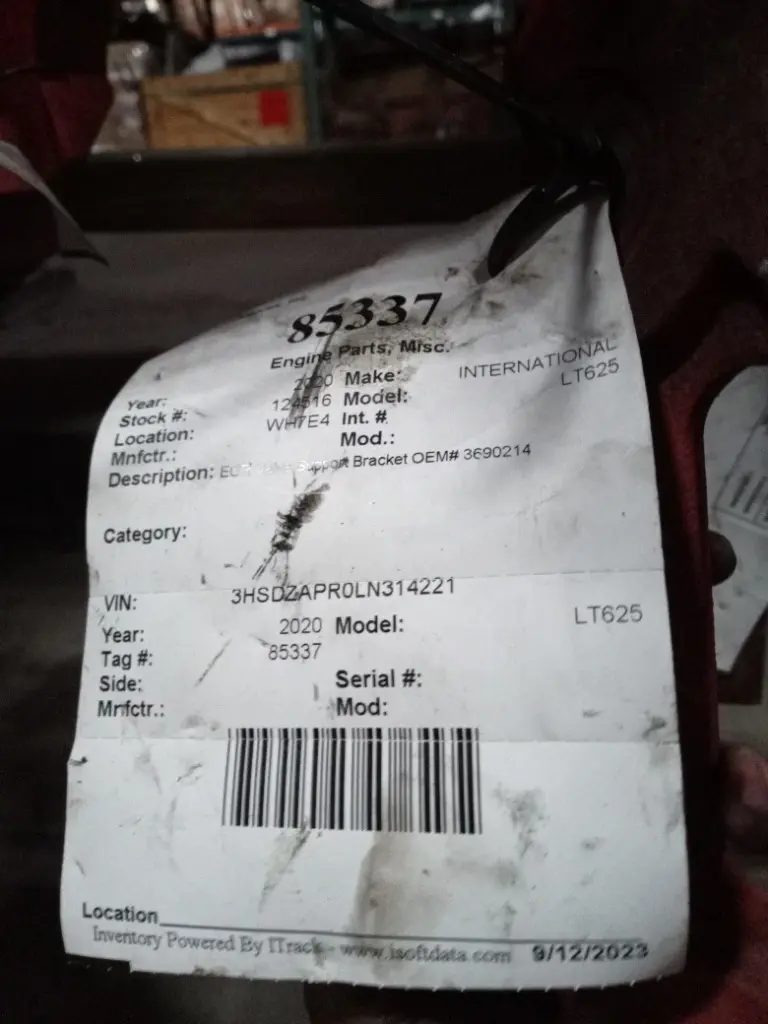 85337
Engine Parts, Misc.
Year: 2020 Make: INTERNATIONAL
Stock #: 124516 Model: LT625
Location: WH7E4 Int. #
Mnfctr.: Mod.:
Description: Support Bracket OEM# 3690214
Category:
VIN: 3HSDZAPR0LN314221
Year: 2020 Model: LT625
Tag #: 85337
Side: Serial #:
Mnfctr.: Mod:
Location
Inventory Powered By ITrack - www.isoftdata.com 9/12/2023